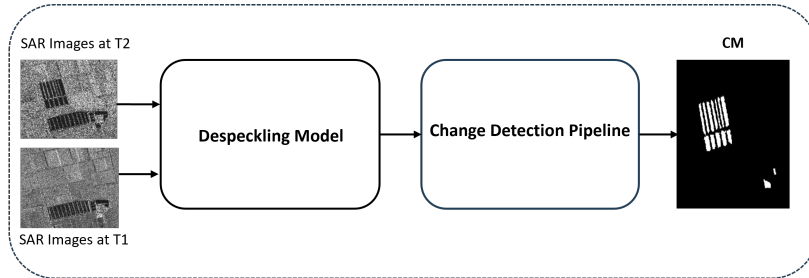 SAR Images at T2
CM
Despeckling Model
Change Detection Pipeline
SAR Images at T1